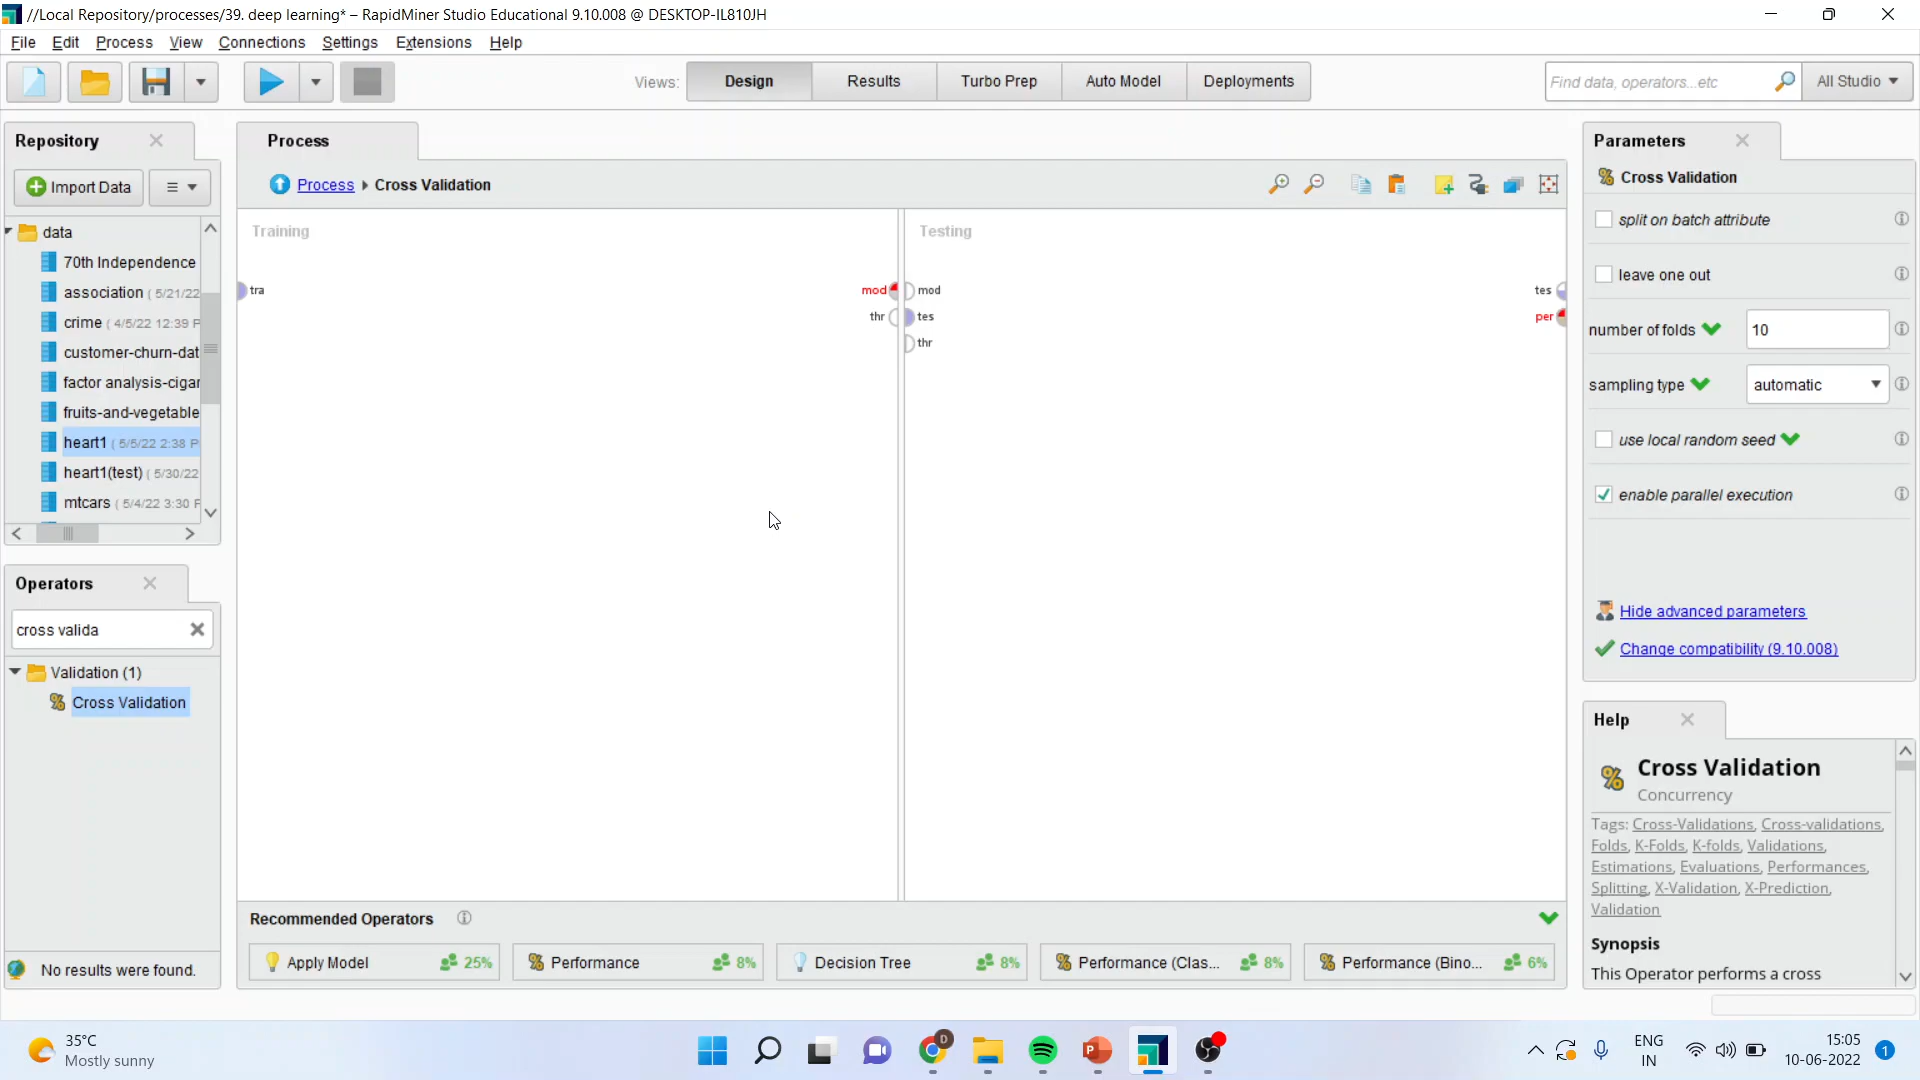 //Local Repository/processes/39. deep learning* – RapidMiner Studio Educational 9.10.008 @ DESKTOP-IL810JH
File Edit Process View Connections Settings Extensions Help
Views: Design Results Turbo Prep Auto Model Deployments
Find data, operators...etc
All Studio
Repository
Import Data
data
70th Independence
association ( 5/21/22
crime ( 4/5/22 12:39 P
customer-churn-dat
factor analysis-cigar
fruits-and-vegetable
heart1 ( 5/5/22 2:38 P
heart1(test) ( 5/30/22
mtcars ( 5/4/22 3:30 P
Operators
cross valida
Validation (1)
Cross Validation
No results were found.
Process
Process Cross Validation
Training
tra
mod
thr
Testing
mod
tes
thr
tes
per
Recommended Operators
Apply Model 25%
Performance 8%
Decision Tree 8%
Performance (Clas... 8%
Performance (Bino... 6%
Parameters
Cross Validation
split on batch attribute
leave one out
number of folds 10
sampling type automatic
use local random seed
enable parallel execution
Hide advanced parameters
Change compatibility (9.10.008)
Help
Cross Validation
Concurrency
Tags: Cross-Validations, Cross-validations,
Folds, K-Folds, K-folds, Validations,
Estimations, Evaluations, Performances,
Splitting, X-Validation, X-Prediction,
Validation
Synopsis
This Operator performs a cross
35°C
Mostly sunny
D
P
ENG
IN
15:05
10-06-2022
1